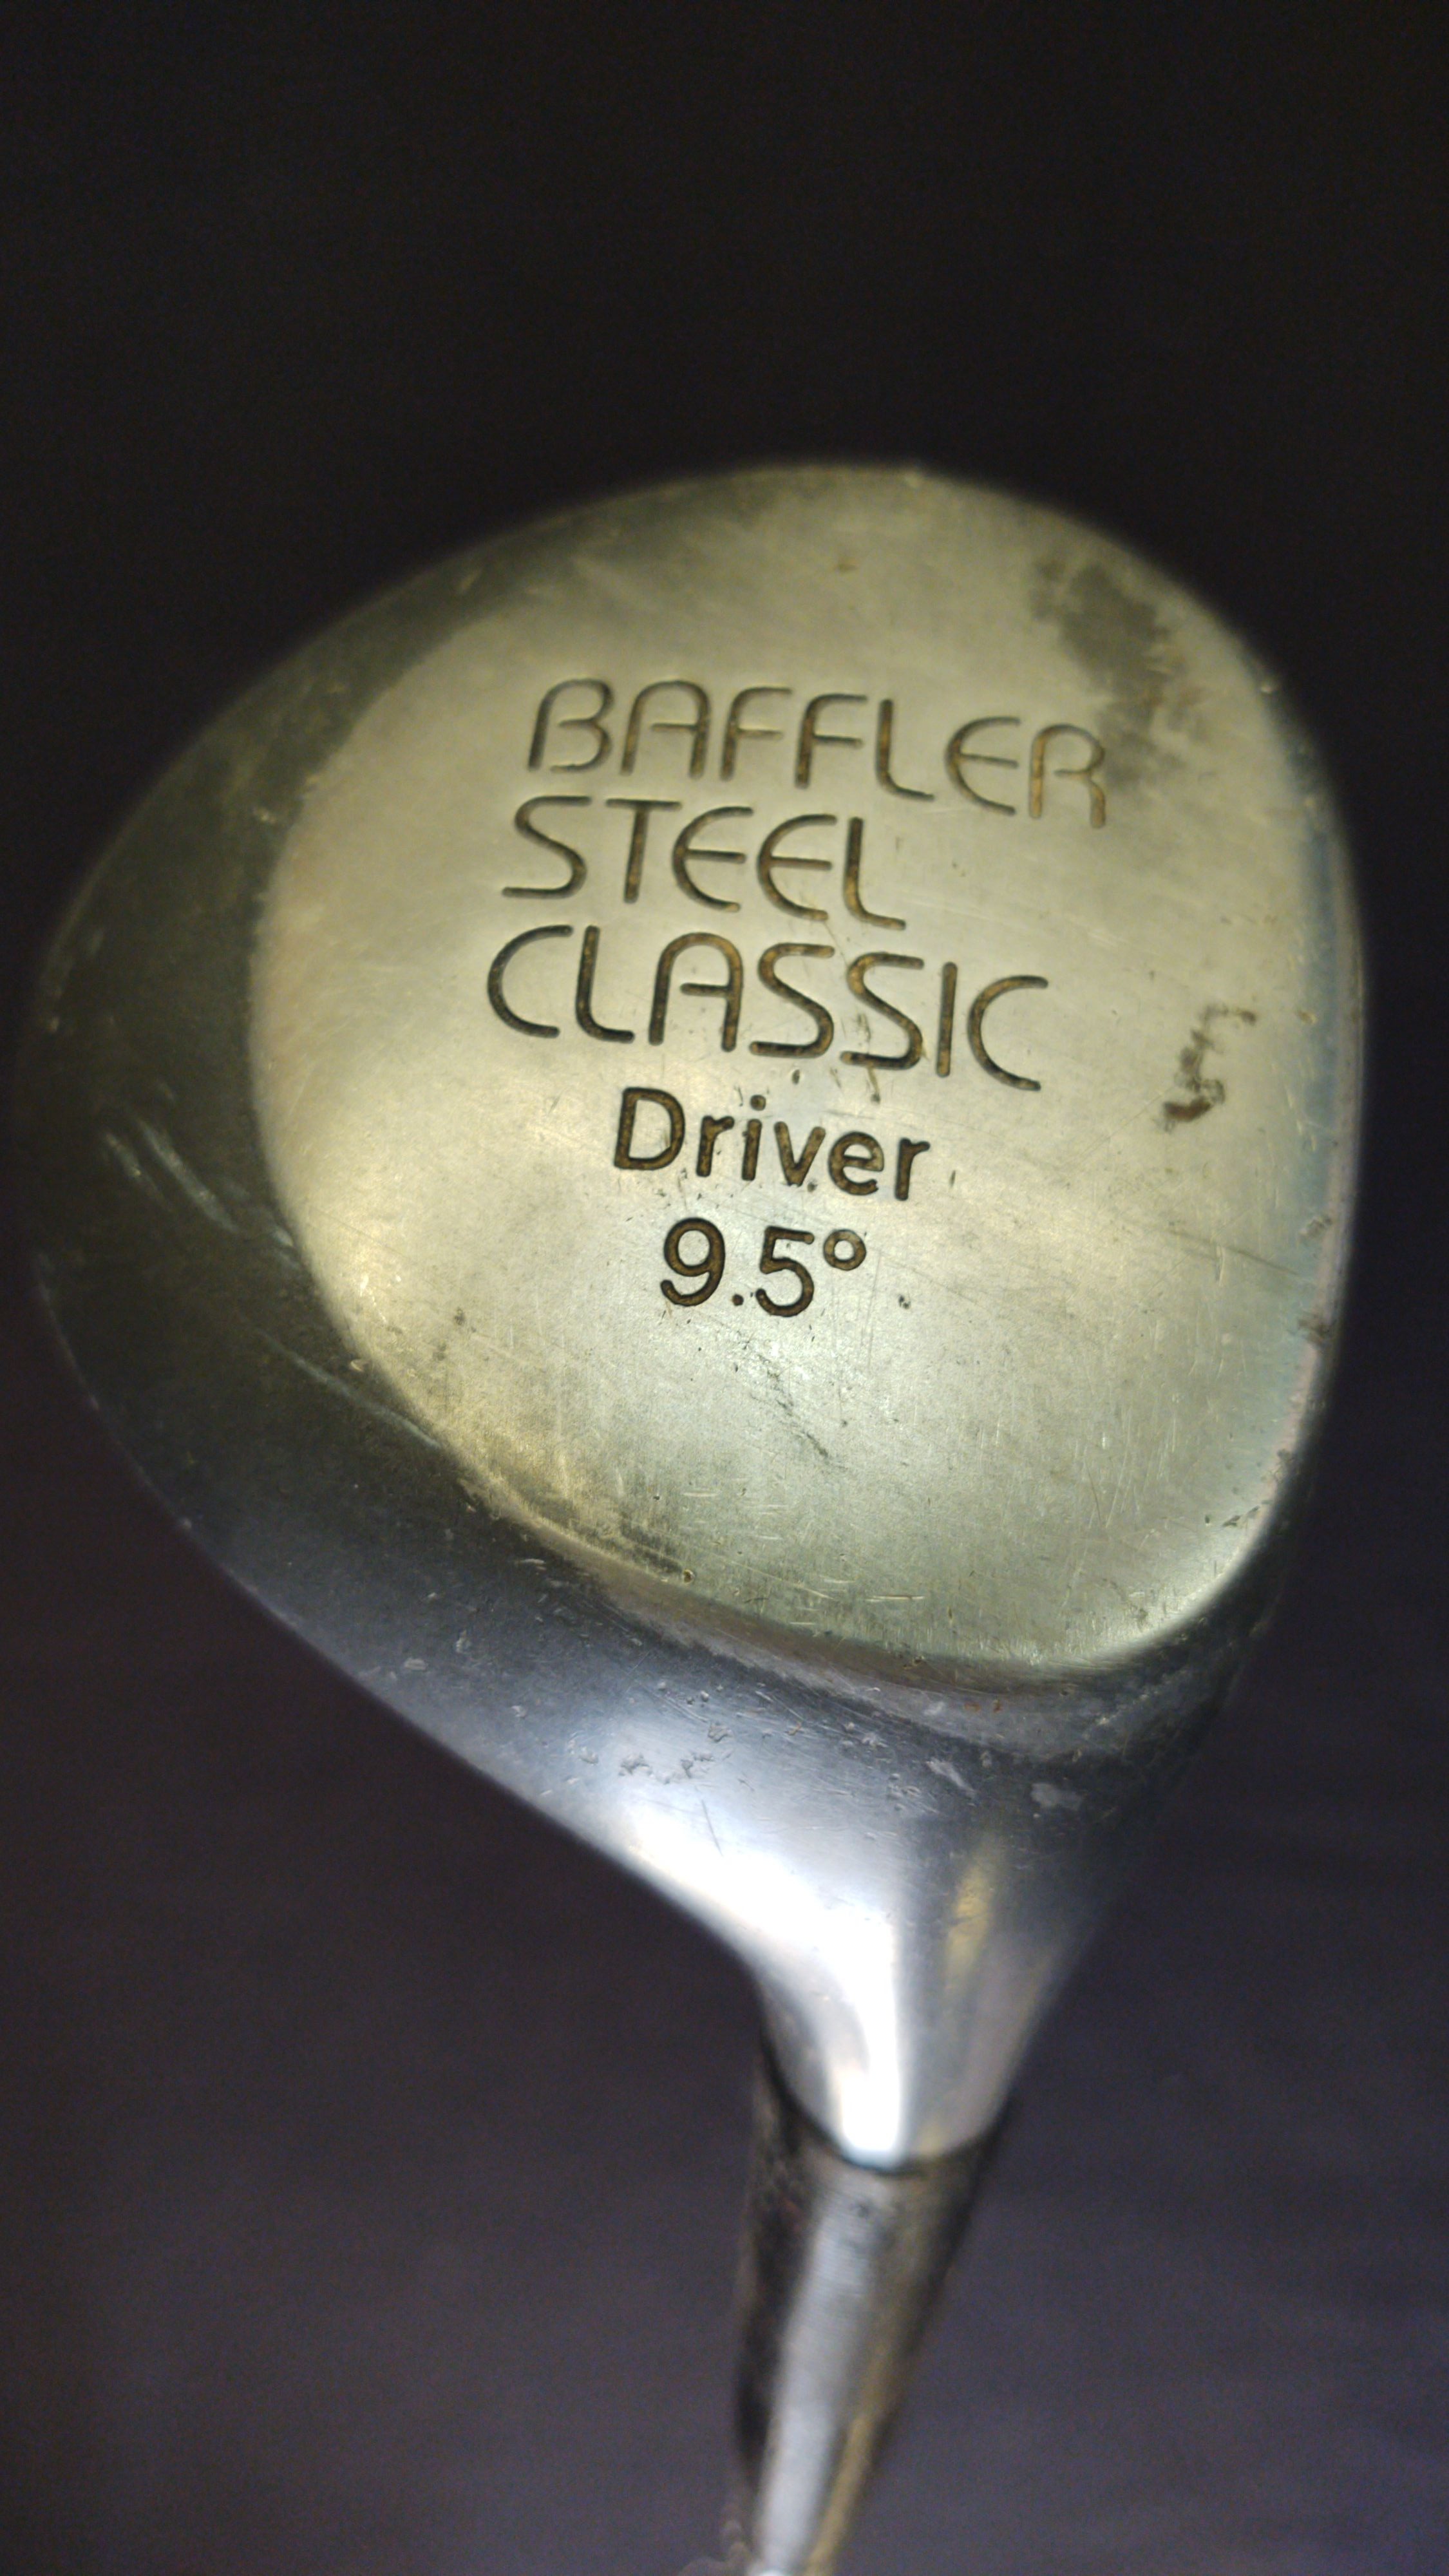 BAFFLER
STEEL
CLASSIC
Driver
9.5°